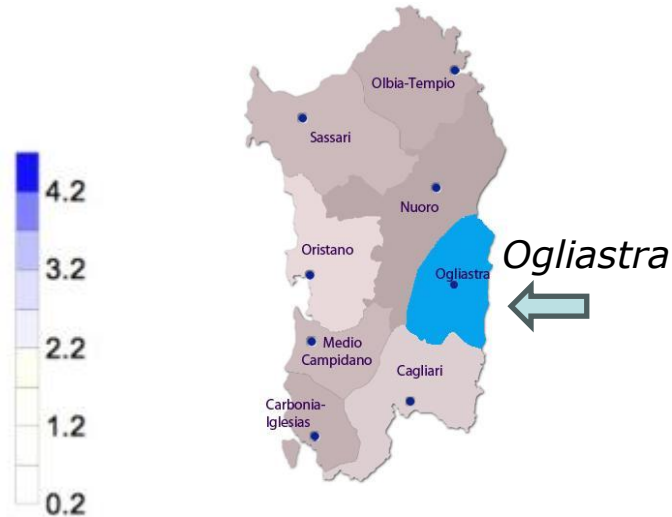 Olbia-Tempio
Sassari
Nuoro
Oristano
Ogliastra
Ogliastra
Medio
Campidano
Cagliari
Carbonia-
Iglesias
4.2
3.2
2.2
1.2
0.2